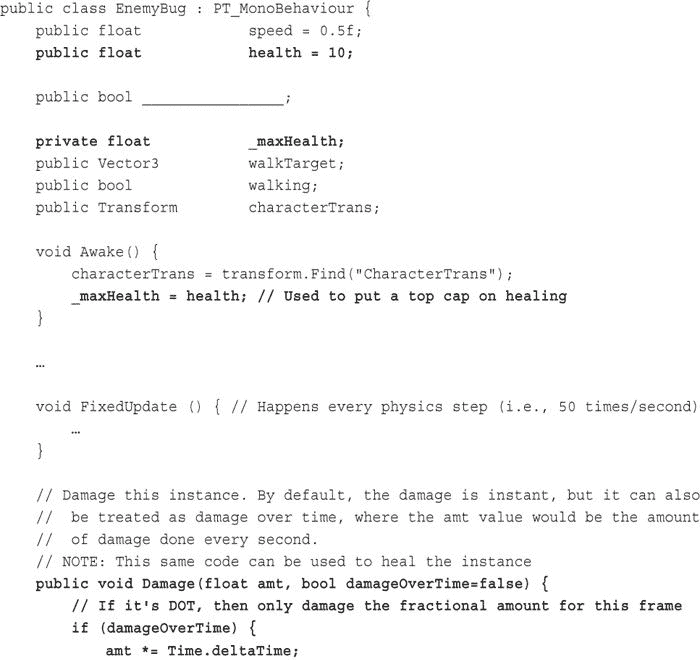 public class EnemyBug : PT_MonoBehaviour {
    public float            speed = 0.5f;
    public float            health = 10;

    public bool ________________;

    private float           _maxHealth;
    public Vector3          walkTarget;
    public bool             walking;
    public Transform        characterTrans;

    void Awake() {
        characterTrans = transform.Find("CharacterTrans");
        _maxHealth = health; // Used to put a top cap on healing
    }

    …

    void FixedUpdate () { // Happens every physics step (i.e., 50 times/second)
        …
    }

    // Damage this instance. By default, the damage is instant, but it can also
    //  be treated as damage over time, where the amt value would be the amount
    //  of damage done every second.
    // NOTE: This same code can be used to heal the instance
    public void Damage(float amt, bool damageOverTime=false) {
        // If it's DOT, then only damage the fractional amount for this frame
        if (damageOverTime) {
            amt *= Time.deltaTime;